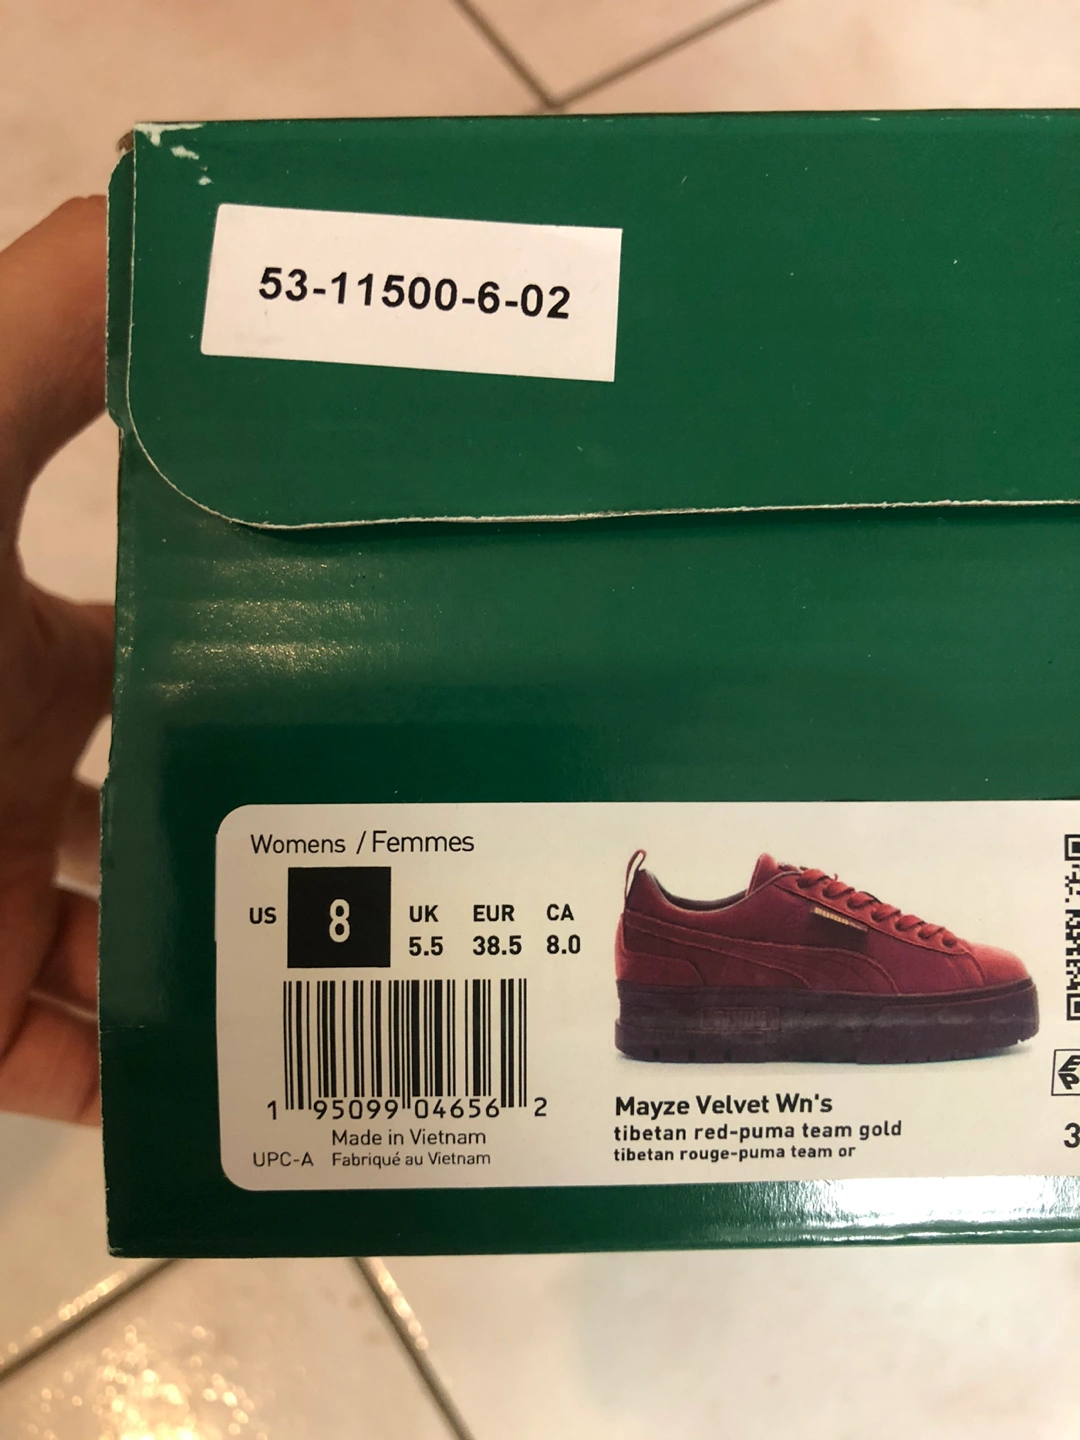 53-11500-6-02
Womens / Femmes
US 8 UK 5.5 EUR 38.5 CA 8.0
1 95099 04656 2
Made in Vietnam
UPC-A Fabriqué au Vietnam
Mayze Velvet Wn's
tibetan red-puma team gold
tibetan rouge-puma team or
3